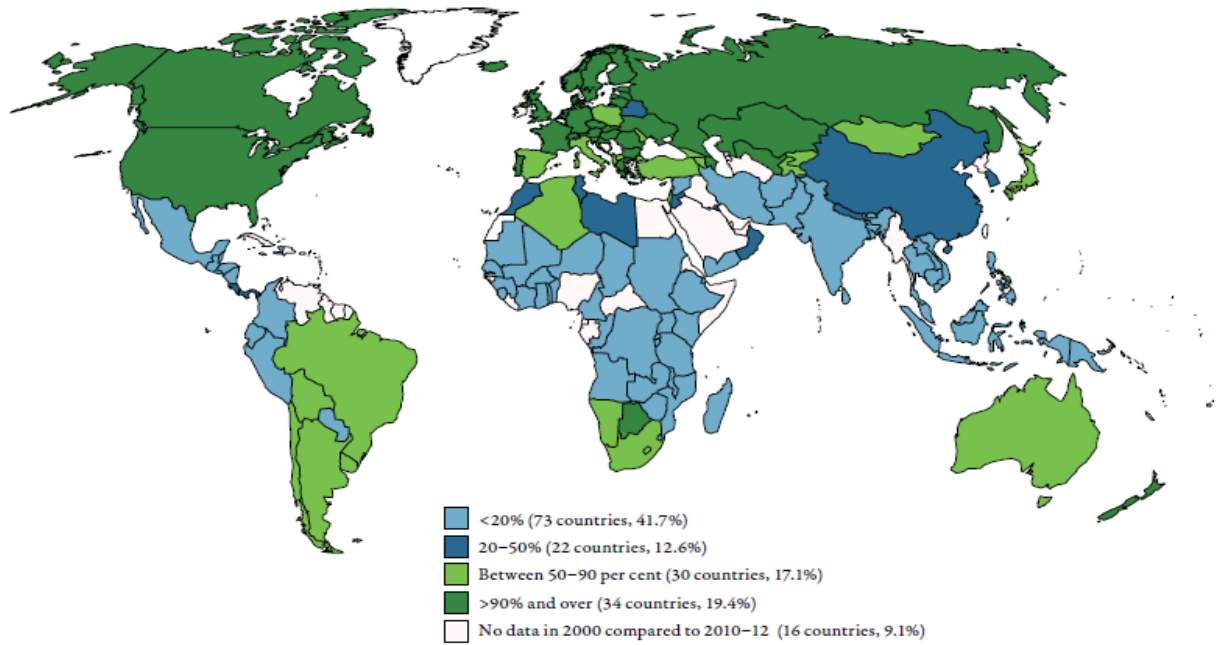 <20% (73 countries, 41.7%)
20–50% (22 countries, 12.6%)
Between 50–90 per cent (30 countries, 17.1%)
>90% and over (34 countries, 19.4%)
No data in 2000 compared to 2010–12 (16 countries, 9.1%)